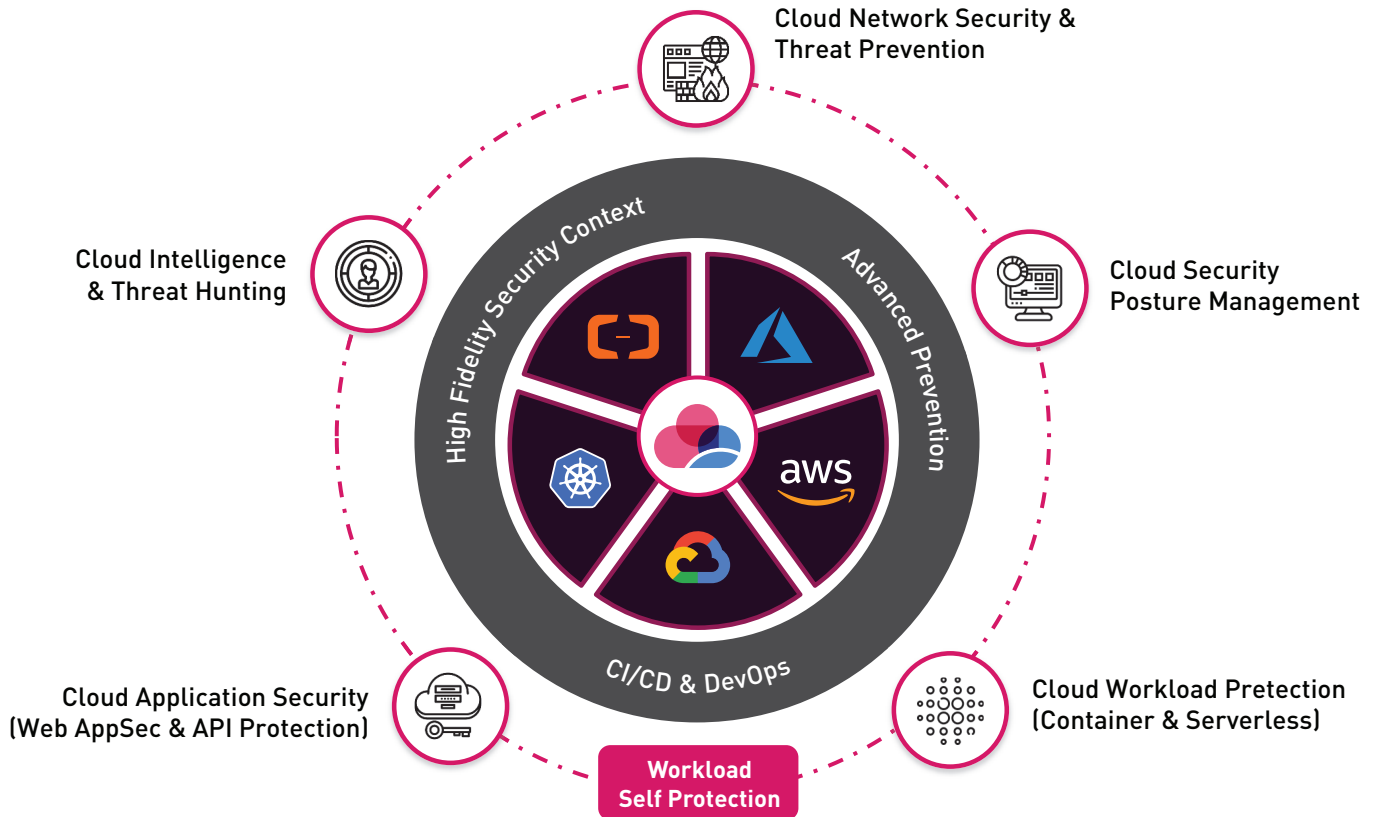 Cloud Network Security &
Threat Prevention
Cloud Intelligence
& Threat Hunting
Cloud Security
Posture Management
High Fidelity Security Context
Advanced Prevention
aws
CI/CD & DevOps
Cloud Application Security
(Web AppSec & API Protection)
Cloud Workload Pretection
(Container & Serverless)
Workload
Self Protection